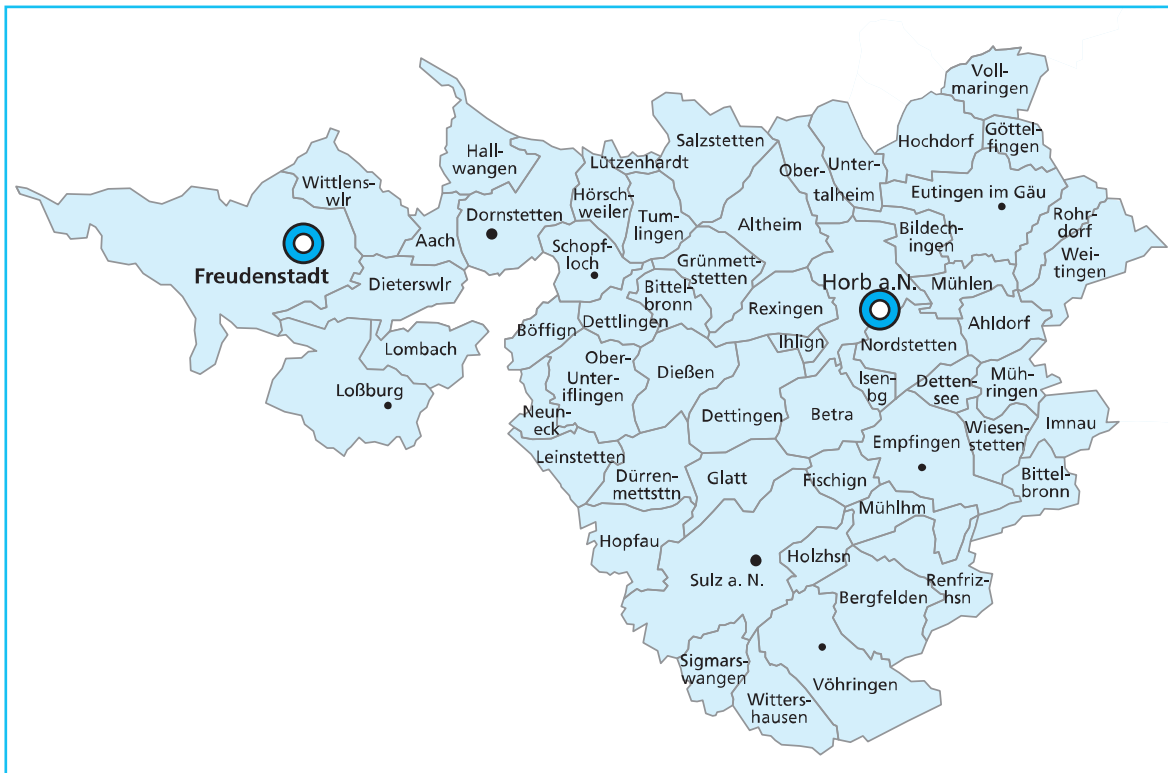 Voll-
maringen
Hochdorf
Göttel-
fingen
Salzstetten
Hall-
wangen
Lützenhardt
Ober-
Unter-
talheim
Wittlens-
wlr
Hörsch-
weiler
Eutingen im Gäu
Dornstetten
Tum-
lingen
Altheim
Rohr-
dorf
Aach
Bildech-
ingen
Schopf-
loch
Wei-
tingen
Freudenstadt
Grünmett-
stetten
Dieterswlr
Bittel-
bronn
Horb a.N.
Mühlen
Rexingen
Böffign
Dettlingen
Ahldorf
Ihlign
Nordstetten
Lombach
Ober-
Unter-
iflingen
Dießen
Isen-
bg
Detten-
see
Müh-
ringen
Loßburg
Neun-
eck
Dettingen
Betra
Wiesen-
stetten
Imnau
Empfingen
Leinstetten
Dürren-
mettsttn
Glatt
Fischign
Bittel-
bronn
Mühlhm
Hopfau
Holzhsn
Sulz a. N.
Renfriz-
hsn
Bergfelden
Sigmars-
wangen
Vöhringen
Witters-
hausen